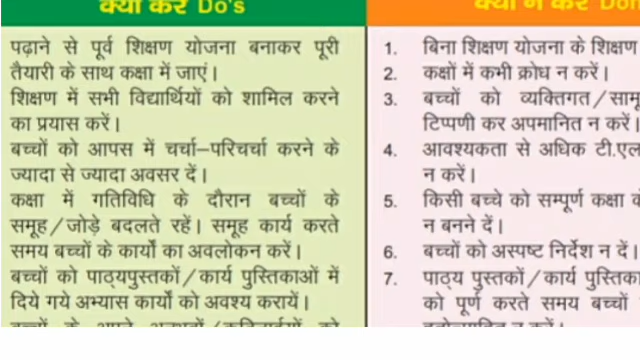 क्या करें Do's
पढ़ाने से पूर्व शिक्षण योजना बनाकर पूरी
तैयारी के साथ कक्षा में जाएं।
शिक्षण में सभी विद्यार्थियों को शामिल करने
का प्रयास करें।
बच्चों को आपस में चर्चा–परिचर्चा करने के
ज्यादा से ज्यादा अवसर दें।
कक्षा में गतिविधि के दौरान बच्चों के
समूह/जोड़े बदलते रहें। समूह कार्य करते
समय बच्चों के कार्यों का अवलोकन करें।
बच्चों को पाठ्यपुस्तकों/कार्य पुस्तिकाओं में
दिये गये अभ्यास कार्यों को अवश्य करायें।
क्या न करें Don
1. बिना शिक्षण योजना के शिक्षण
2. कक्षों में कभी क्रोध न करें।
3. बच्चों को व्यक्तिगत/सामू
टिप्पणी कर अपमानित न करें।
4. आवश्यकता से अधिक टी.एल
न करें।
5. किसी बच्चे को सम्पूर्ण कक्षा
न बनने दें।
6. बच्चों को अस्पष्ट निर्देश न दें।
7. पाठ्य पुस्तकों/कार्य पुस्तिका
को पूर्ण करते समय बच्चों